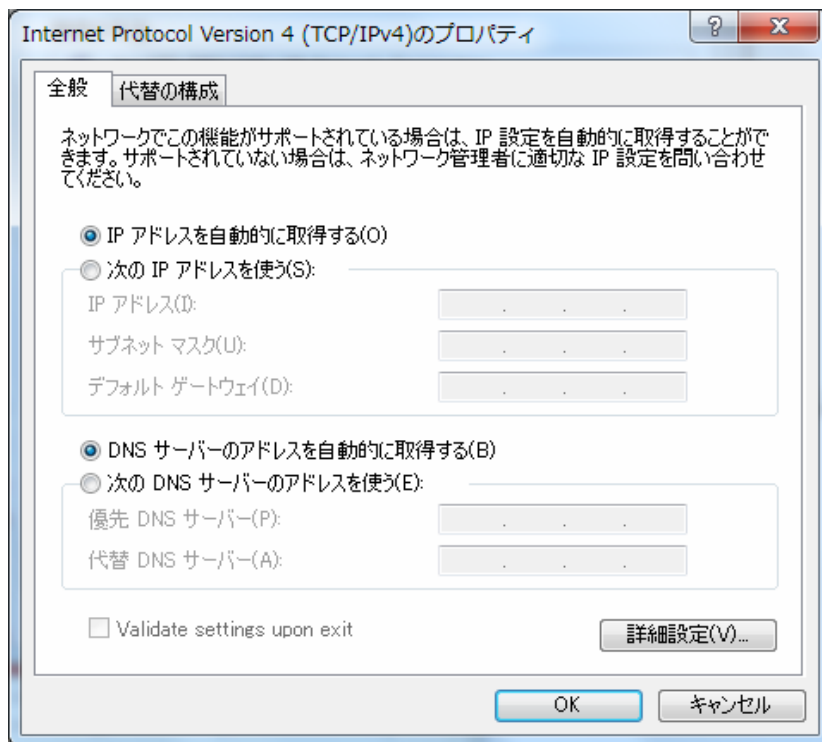 Internet Protocol Version 4 (TCP/IPv4)のプロパティ
全般
代替の構成
ネットワークでこの機能がサポートされている場合は、IP 設定を自動的に取得することがで
きます。サポートされていない場合は、ネットワーク管理者に適切な IP 設定を問い合わせ
てください。
IP アドレスを自動的に取得する(O)
次の IP アドレスを使う(S):
IP アドレス(I):
サブネット マスク(U):
デフォルト ゲートウェイ(D):
DNS サーバーのアドレスを自動的に取得する(B)
次の DNS サーバーのアドレスを使う(E):
優先 DNS サーバー(P):
代替 DNS サーバー(A):
Validate settings upon exit
詳細設定(V)...
OK
キャンセル